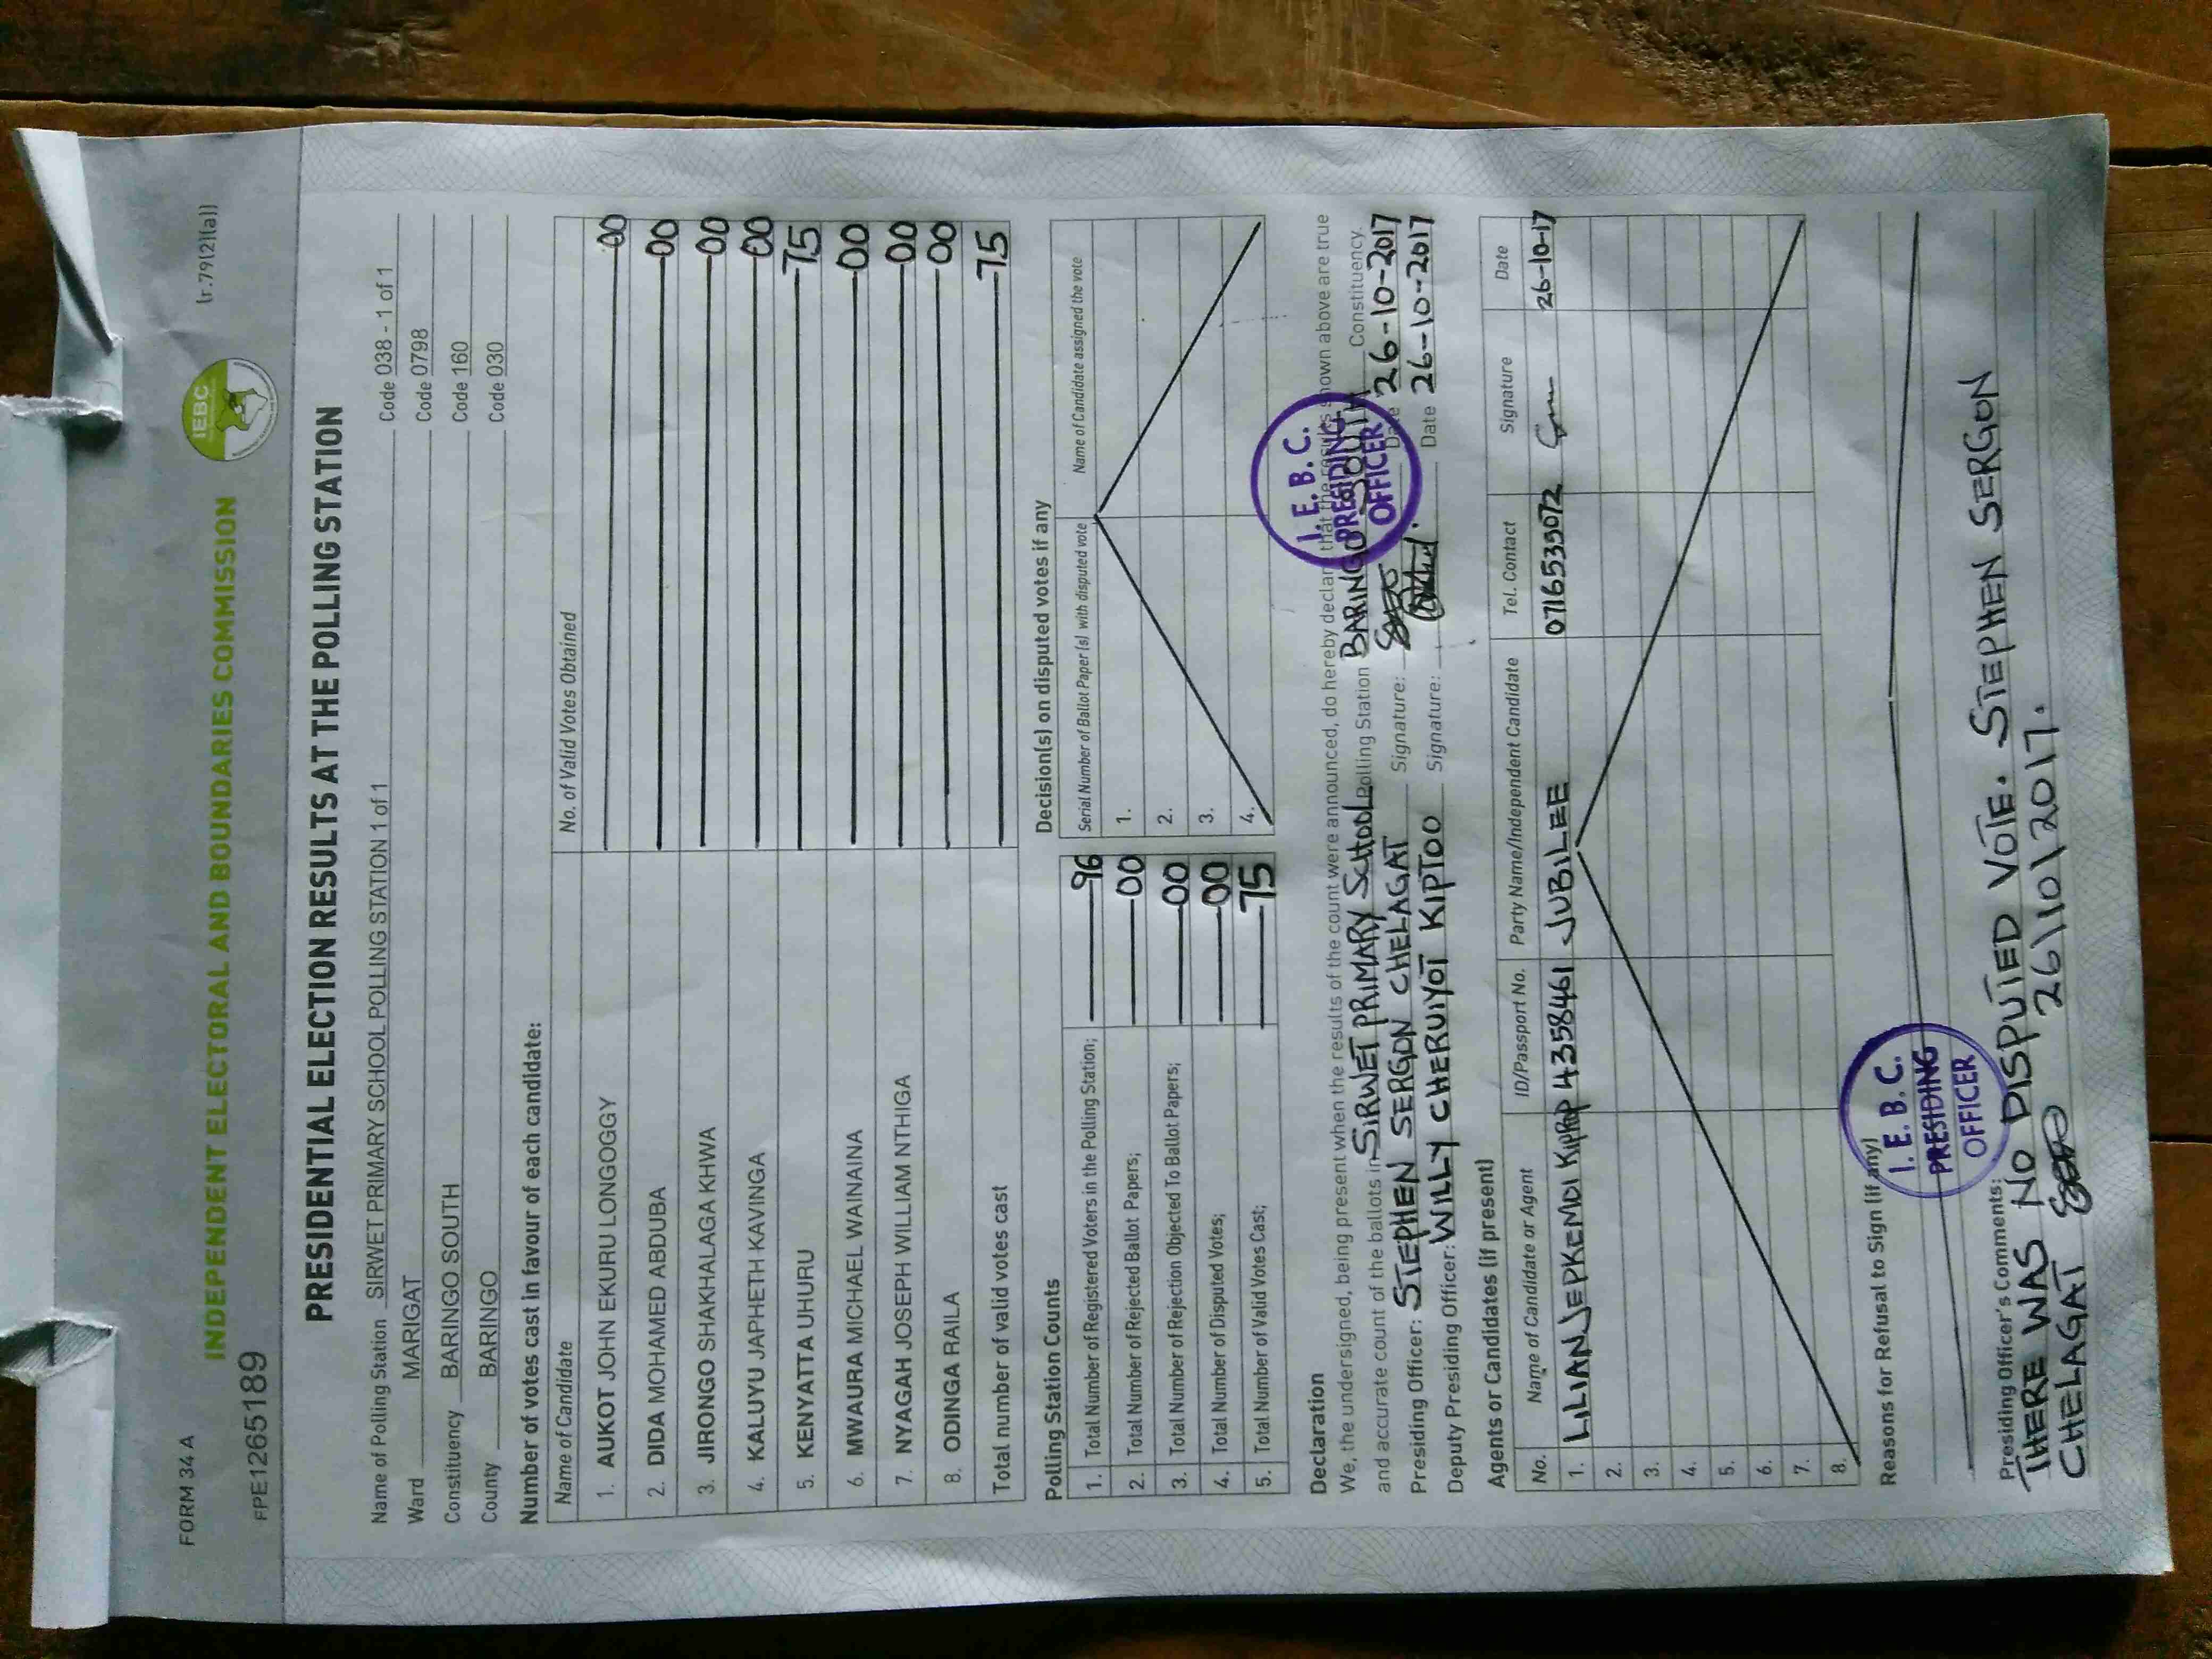 FORM 34 A
(r.79(2)(a))
INDEPENDENT ELECTORAL AND BOUNDARIES COMMISSION
IEBC
FPE1265189
PRESIDENTIAL ELECTION RESULTS AT THE POLLING STATION
Name of Polling Station SIRWET PRIMARY SCHOOL POLLING STATION 1 of 1 Code 038 - 1 of 1
Ward MARIGAT Code 0798
Constituency BARINGO SOUTH Code 160
County BARINGO Code 030
Number of votes cast in favour of each candidate:
Name of Candidate No. of Valid Votes Obtained
1. AUKOT JOHN EKURU LONGOGGY 00
2. DIDA MOHAMED ABDUBA 00
3. JIRONGO SHAKHALAGA KHWA 00
4. KALUYU JAPHETH KAVINGA 00
5. KENYATTA UHURU 75
6. MWAURA MICHAEL WAINAINA 00
7. NYAGAH JOSEPH WILLIAM NTHIGA 00
8. ODINGA RAILA 00
Total number of valid votes cast 75
Polling Station Counts
1. Total Number of Registered Voters in the Polling Station; 96
2. Total Number of Rejected Ballot Papers; 00
3. Total Number of Rejection Objected To Ballot Papers; 00
4. Total Number of Disputed Votes; 00
5. Total Number of Valid Votes Cast; 75
Decision(s) on disputed votes if any
Serial Number of Ballot Paper (s) with disputed vote Name of Candidate assigned the vote
1.
2.
3.
4.
Declaration
We, the undersigned, being present when the results of the count were announced, do hereby declare that the results shown above are true
and accurate count of the ballots in SIRWET PRIMARY SCHOOL Polling Station BARINGO SOUTH Constituency.
Presiding Officer: STEPHEN SERGON CHELAGAT Signature: Date 26-10-2017
Deputy Presiding Officer: WILLY CHERUIYOT KIPTOO Signature: Date 26-10-2017
I. E. B. C.
PRESIDING
OFFICER
Agents or Candidates (if present)
No. Name of Candidate or Agent ID/Passport No. Party Name/Independent Candidate Tel. Contact Signature Date
1. LILIAN JEPKEMOI 4358461 JUBILEE 0716535072 26-10-17
2.
3.
4.
5.
6.
7.
8.
Reasons for Refusal to Sign (if any)
I. E. B. C.
PRESIDING
OFFICER
Presiding Officer's Comments:
THERE WAS NO DISPUTED VOTE. STEPHEN SERGON
CHELAGAT 26/10/2017.